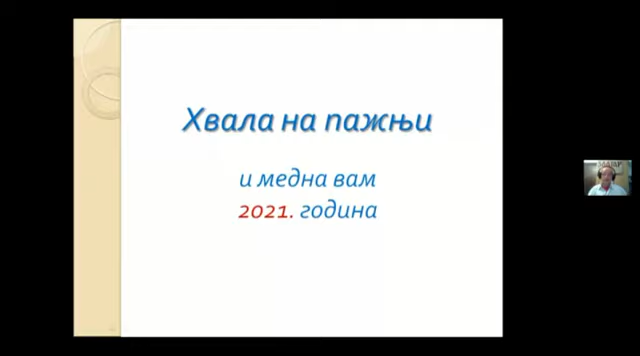 Хвала на пажњи
и медна вам
2021. година